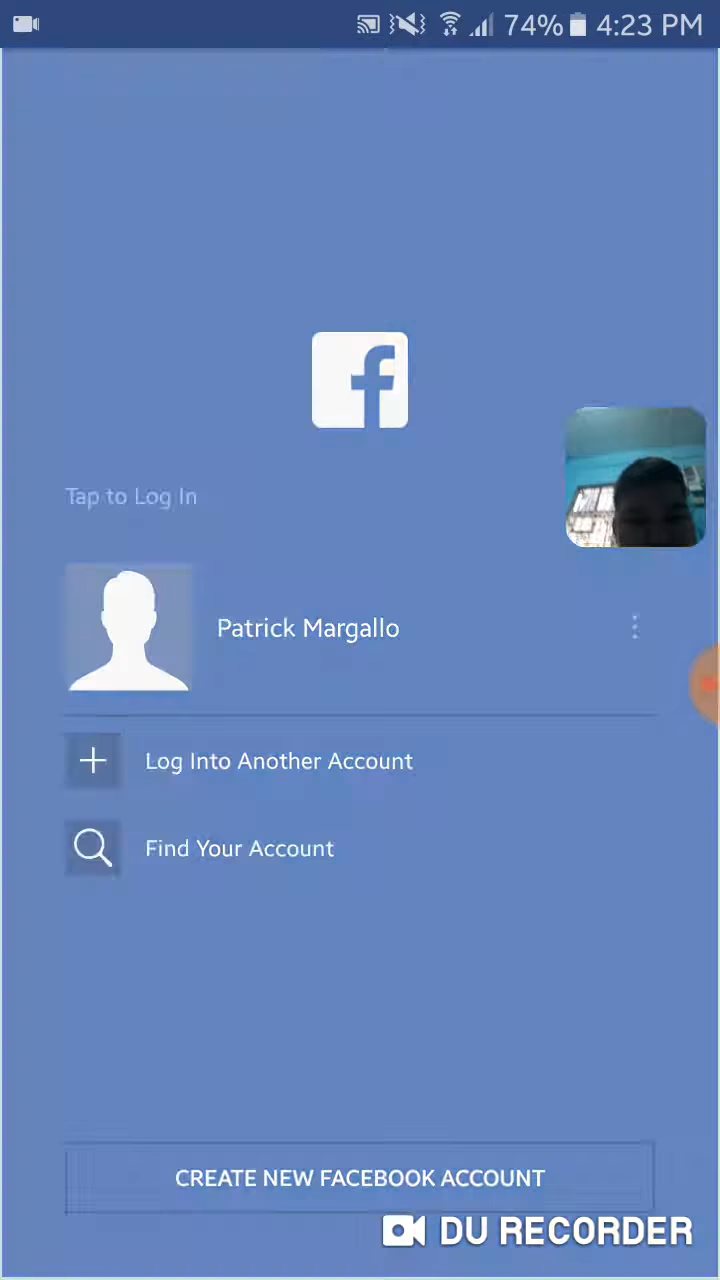 74% 4:23 PM
Tap to Log In
Patrick Margallo
Log Into Another Account
Find Your Account
CREATE NEW FACEBOOK ACCOUNT
DU RECORDER